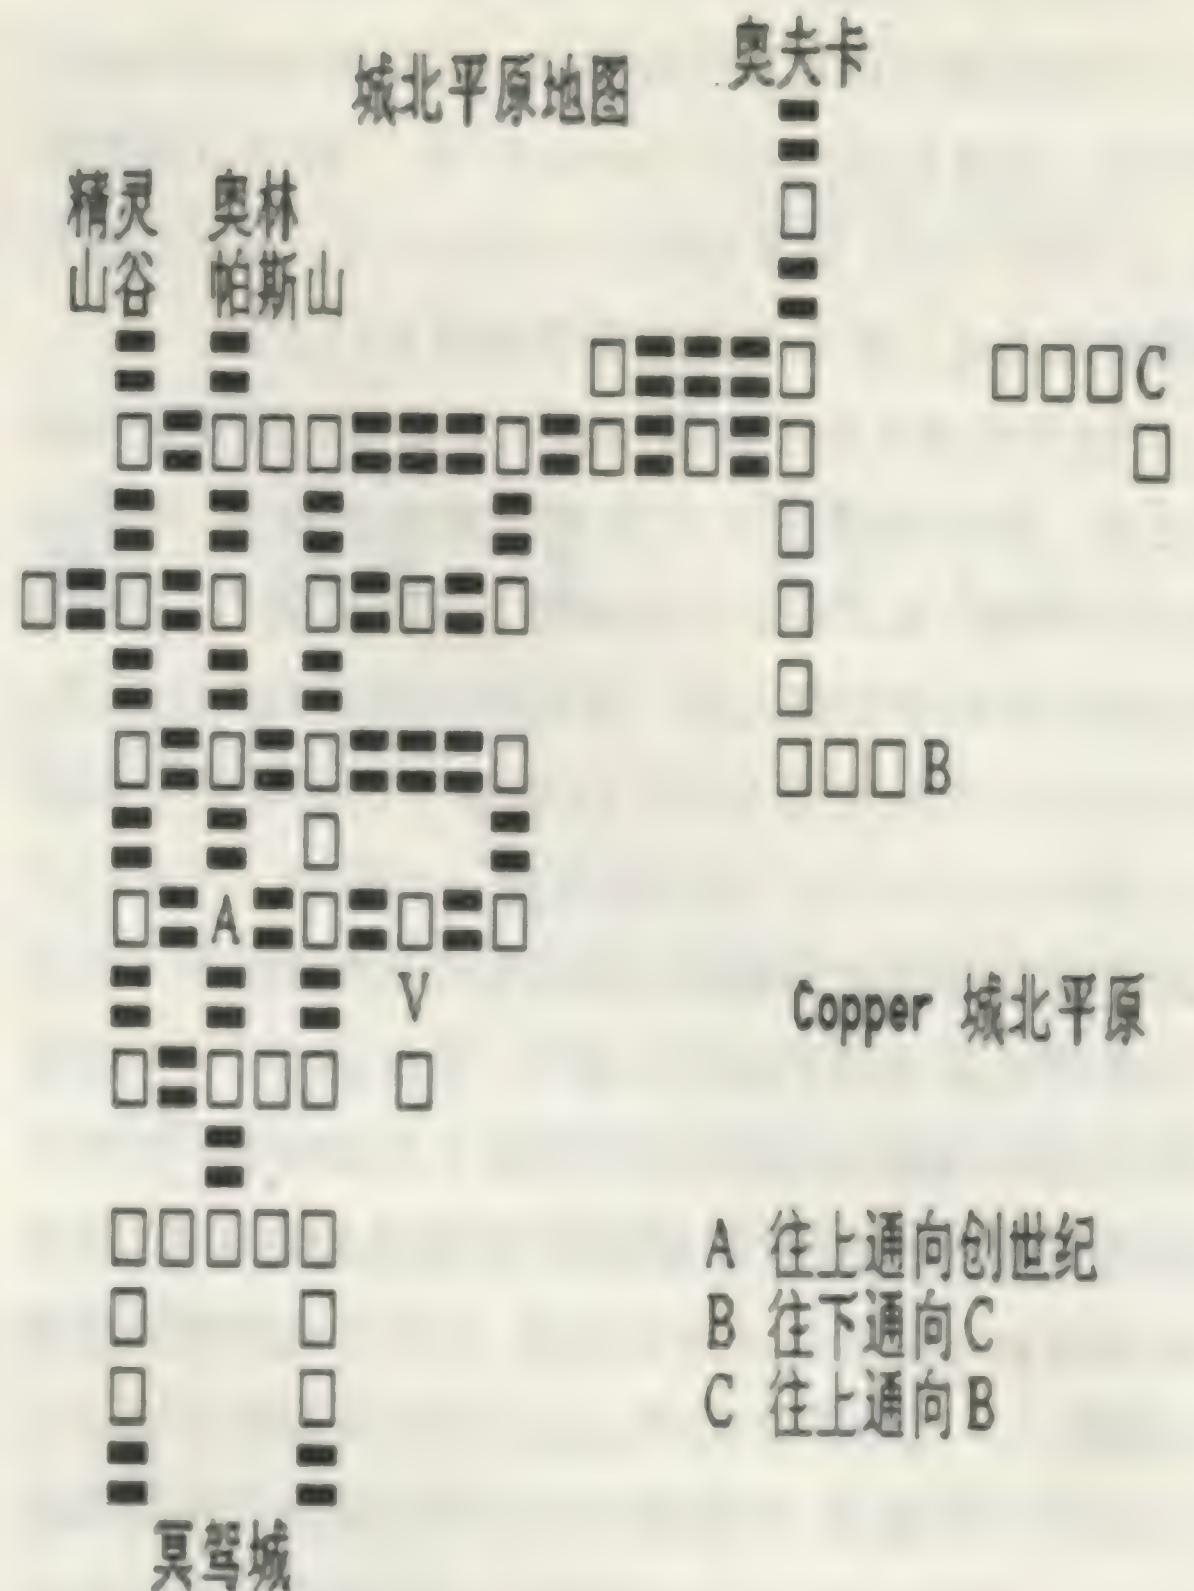 奥夫卡
城北平原地图
精灵 奥林
山谷 帕斯山
C
B
A
V
Copper 城北平原
A 往上通向创世纪
B 往下通向C
C 往上通向B
冥驾城